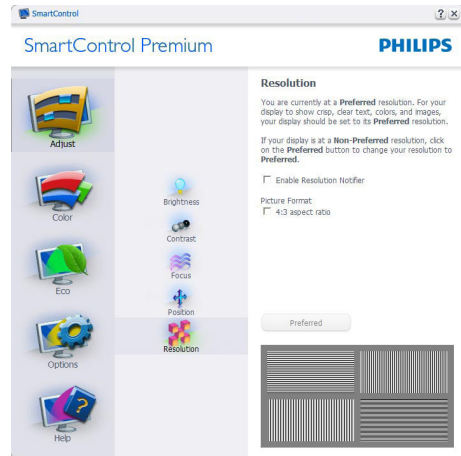 SmartControl
SmartControl Premium
PHILIPS
Adjust
Color
Eco
Options
Help
Brightness
Contrast
Focus
Position
Resolution
Resolution
You are currently at a Preferred resolution. For your
display to show crisp, clear text, colors, and images,
your display should be set to its Preferred resolution.
If your display is at a Non-Preferred resolution, click
on the Preferred button to change your resolution to
Preferred.
Enable Resolution Notifier
Picture Format
4:3 aspect ratio
Preferred